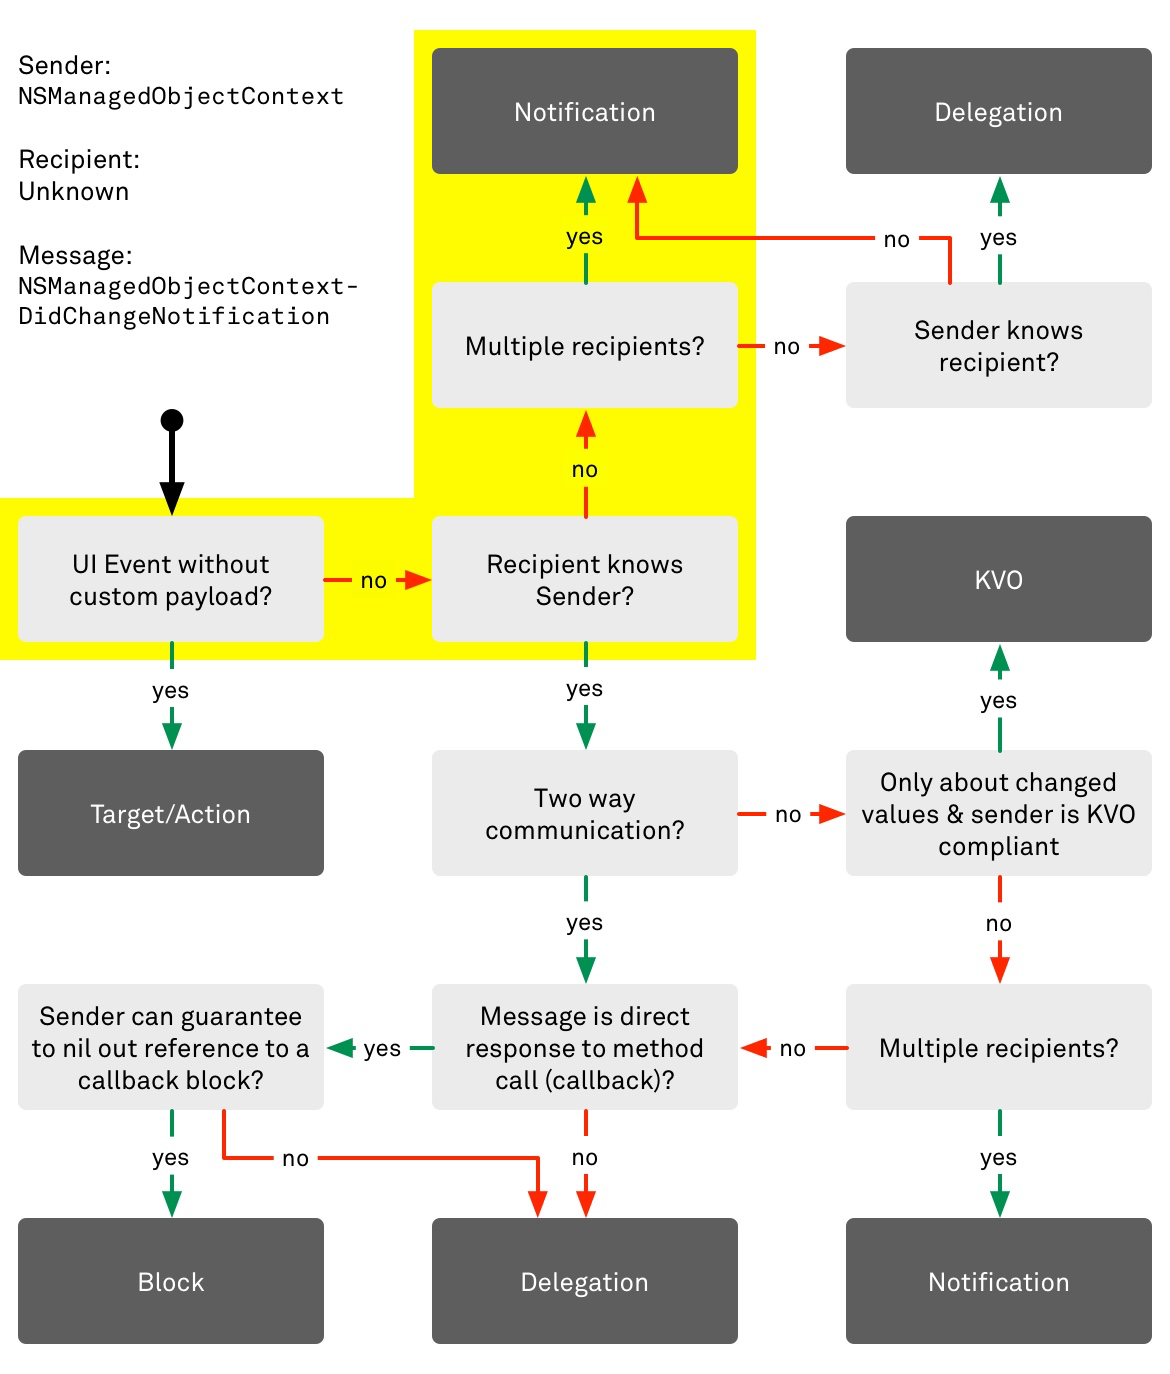 Sender:
NSManagedObjectContext
Recipient:
Unknown
Message:
NSManagedObjectContext-
DidChangeNotification
Notification
Delegation
yes
no
yes
Multiple recipients?
no
Sender knows
recipient?
no
UI Event without
custom payload?
no
Recipient knows
Sender?
KVO
yes
yes
yes
Target/Action
Two way
communication?
no
Only about changed
values & sender is KVO
compliant
yes
no
Sender can guarantee
to nil out reference to a
callback block?
yes
Message is direct
response to method
call (callback)?
no
Multiple recipients?
yes
no
no
yes
Block
Delegation
Notification